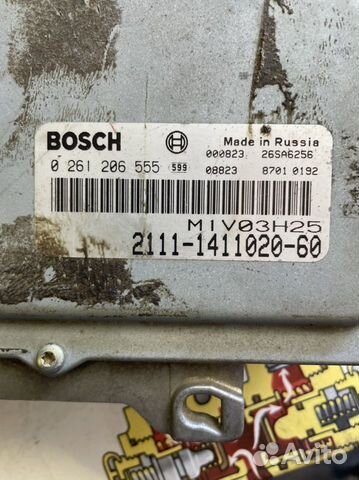 BOSCH Made in Russia
0 261 206 555 599 000823 26SA6256
08823 8701 0192
M1V03H25
2111-1411020-60
Avito